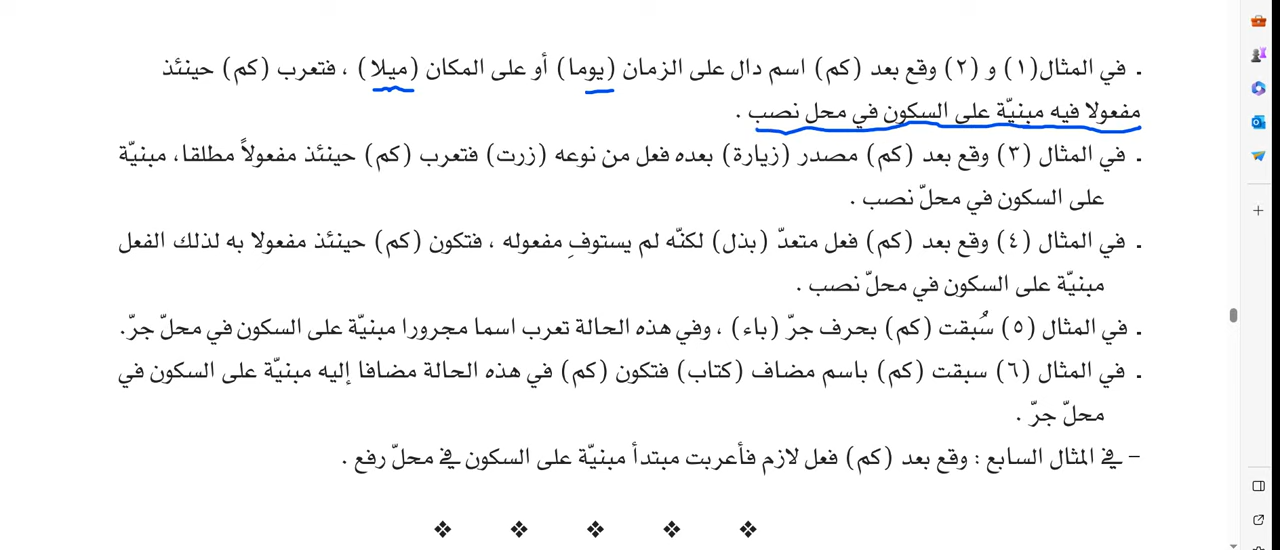 . في المثال (١) و (٢) وقع بعد (كم) اسم دال على الزمان (يوما) أو على المكان (ميلا) ، فتعرب (كم) حينئذ
مفعولا فيه مبنيّة على السكون في محل نصب .
. في المثال (٣) وقع بعد (كم) مصدر (زيارة) بعده فعل من نوعه (زرت) فتعرب (كم) حينئذ مفعولاً مطلقا، مبنيّة
على السكون في محلّ نصب .
. في المثال (٤) وقع بعد (كم) فعل متعدّ (بذل) لكنّه لم يستوفِ مفعوله ، فتكون (كم) حينئذ مفعولا به لذلك الفعل
مبنيّة على السكون في محلّ نصب .
. في المثال (٥) سُبقت (كم) بحرف جرّ (باء) ، وفي هذه الحالة تعرب اسما مجرورا مبنيّة على السكون في محلّ جرّ.
. في المثال (٦) سبقت (كم) باسم مضاف (كتاب) فتكون (كم) في هذه الحالة مضافا إليه مبنيّة على السكون في
محلّ جرّ .
– في المثال السابع : وقع بعد (كم) فعل لازم فأعربت مبتدأ مبنيّة على السكون في محلّ رفع .